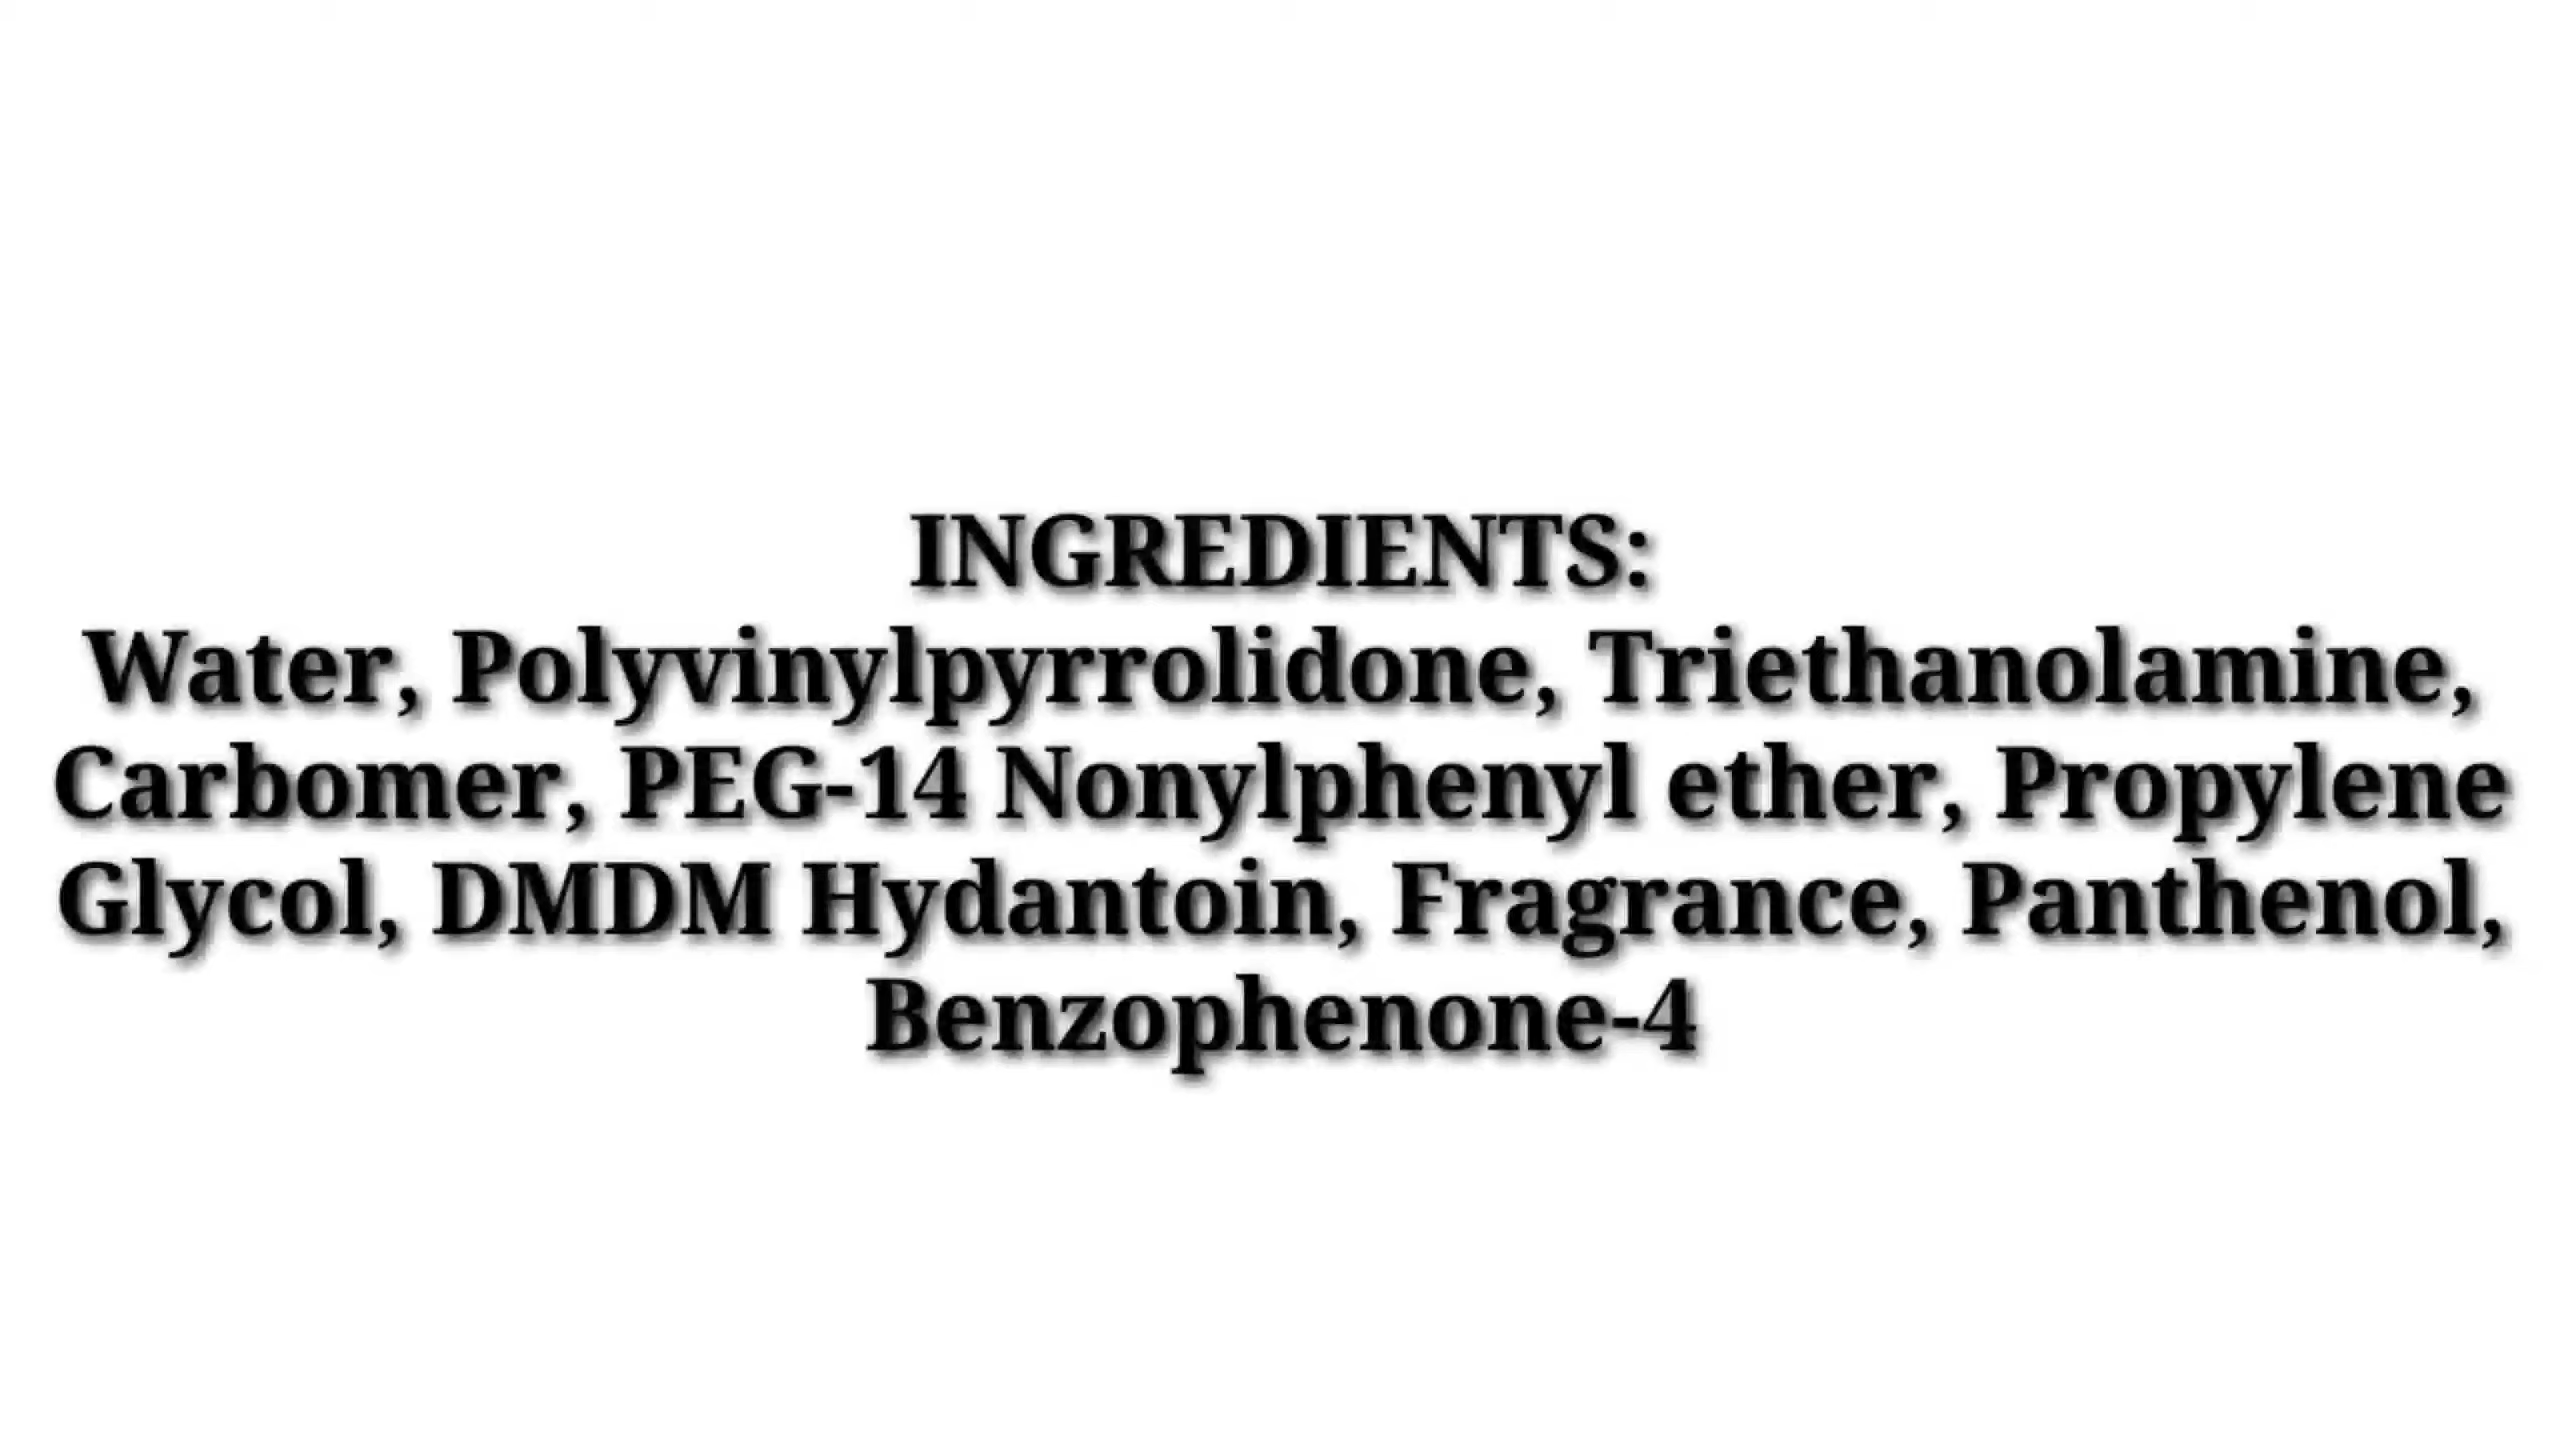 INGREDIENTS:
Water, Polyvinylpyrrolidone, Triethanolamine,
Carbomer, PEG-14 Nonylphenyl ether, Propylene
Glycol, DMDM Hydantoin, Fragrance, Panthenol,
Benzophenone-4